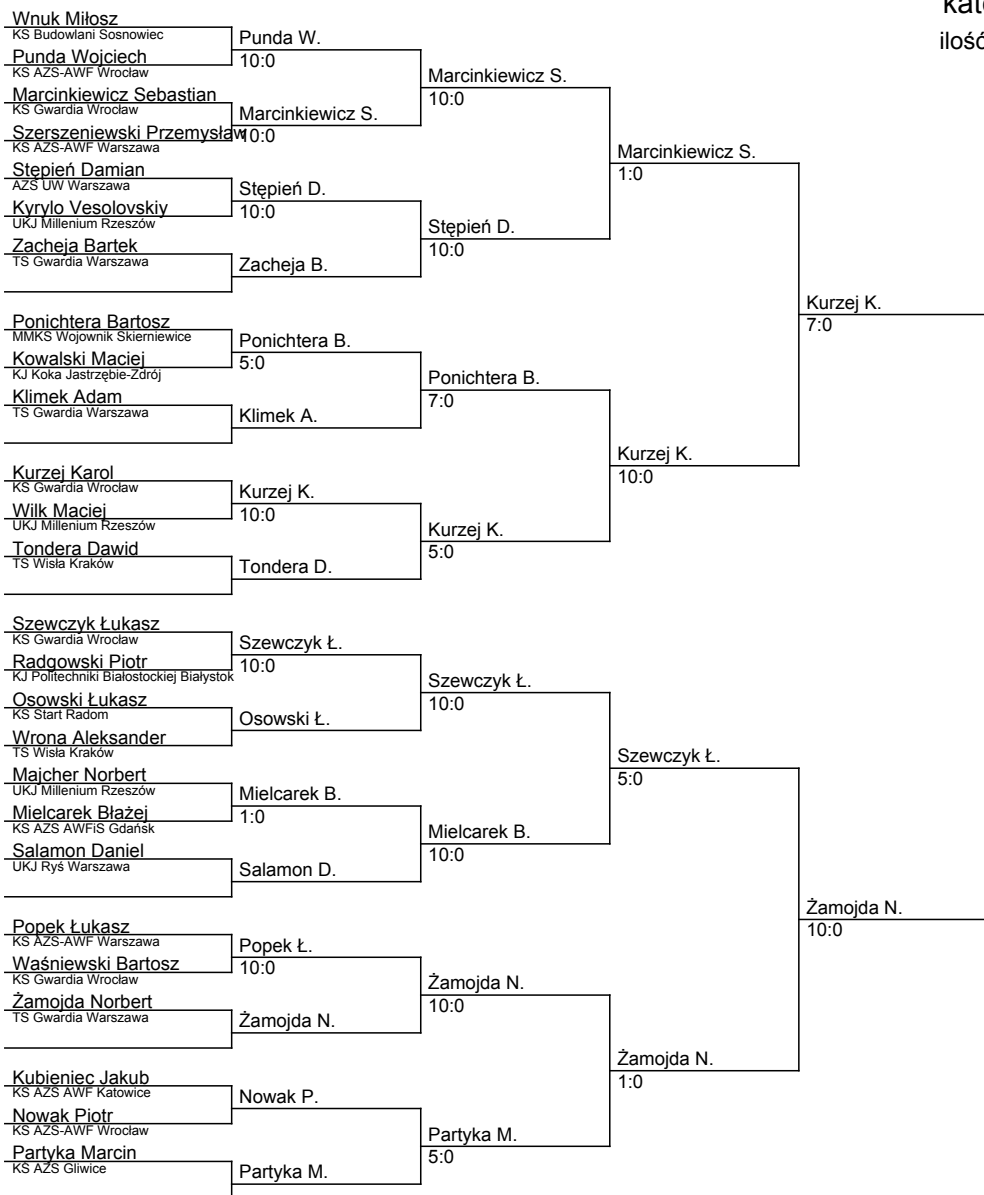 kat
ilość
Wnuk Miłosz
KS Budowlani Sosnowiec
Punda Wojciech
KS AZS-AWF Wrocław
Marcinkiewicz Sebastian
KS Gwardia Wrocław
Szerszeniewski Przemysław
KS AZS-AWF Warszawa
Stępień Damian
AZS UW Warszawa
Kyrylo Vesolovskiy
UKJ Millenium Rzeszów
Zacheja Bartek
TS Gwardia Warszawa
Ponichtera Bartosz
MMKS Wojownik Skierniewice
Kowalski Maciej
KJ Koka Jastrzębie-Zdrój
Klimek Adam
TS Gwardia Warszawa
Kurzej Karol
KS Gwardia Wrocław
Wilk Maciej
UKJ Millenium Rzeszów
Tondera Dawid
TS Wisła Kraków
Szewczyk Łukasz
KS Gwardia Wrocław
Radgowski Piotr
KJ Politechniki Białostockiej Białystok
Osowski Łukasz
KS Start Radom
Wrona Aleksander
TS Wisła Kraków
Majcher Norbert
UKJ Millenium Rzeszów
Mielcarek Błażej
KS AZS AWFiS Gdańsk
Salamon Daniel
UKJ Ryś Warszawa
Popek Łukasz
KS AZS-AWF Warszawa
Waśniewski Bartosz
KS Gwardia Wrocław
Żamojda Norbert
TS Gwardia Warszawa
Kubieniec Jakub
KS AZS AWF Katowice
Nowak Piotr
KS AZS-AWF Wrocław
Partyka Marcin
KS AZS Gliwice
Punda W.
10:0
Marcinkiewicz S.
10:0
Stępień D.
10:0
Zacheja B.
Ponichtera B.
5:0
Klimek A.
Kurzej K.
10:0
Tondera D.
Szewczyk Ł.
10:0
Osowski Ł.
Mielcarek B.
1:0
Salamon D.
Popek Ł.
10:0
Żamojda N.
Nowak P.
Partyka M.
Marcinkiewicz S.
10:0
Stępień D.
10:0
Ponichtera B.
7:0
Kurzej K.
5:0
Szewczyk Ł.
10:0
Mielcarek B.
10:0
Żamojda N.
10:0
Partyka M.
5:0
Marcinkiewicz S.
1:0
Kurzej K.
10:0
Szewczyk Ł.
5:0
Żamojda N.
1:0
Kurzej K.
7:0
Żamojda N.
10:0